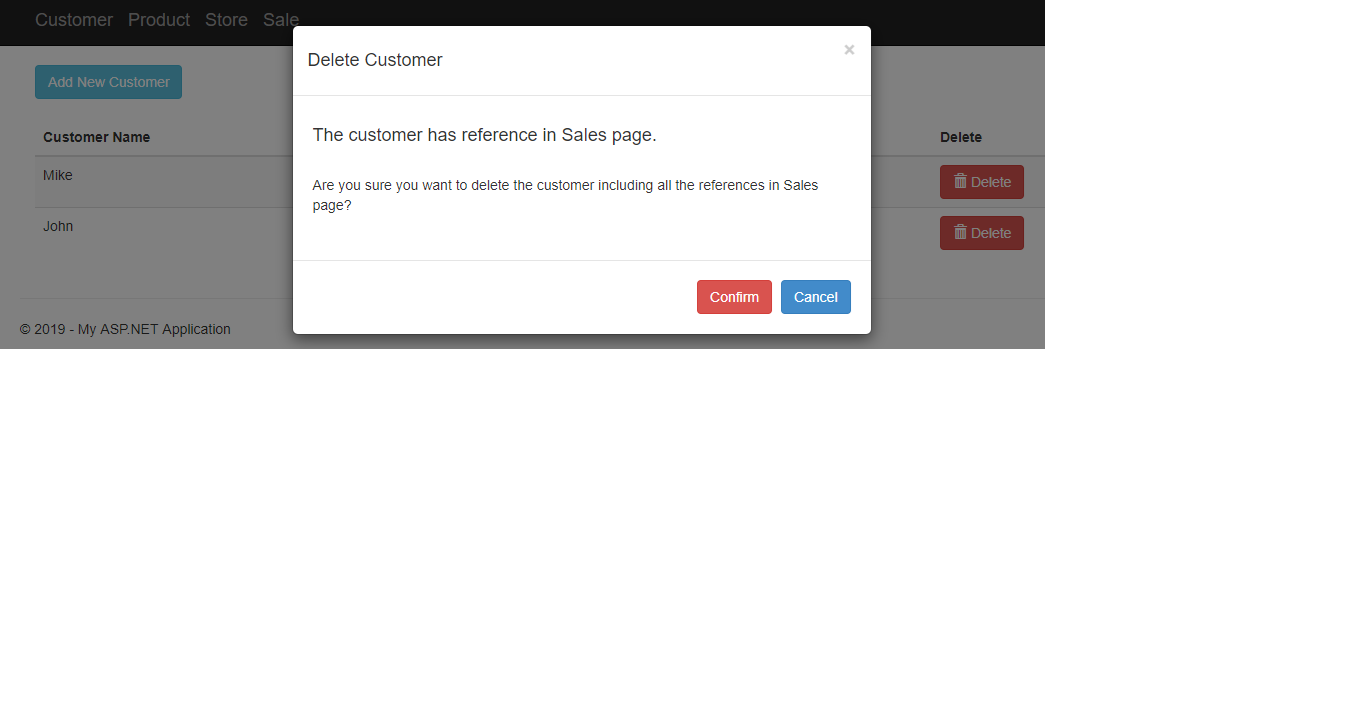 Customer Product Store Sale
Delete Customer
×
Add New Customer
The customer has reference in Sales page.
Customer Name
Delete
Mike
Delete
Are you sure you want to delete the customer including all the references in Sales
page?
John
Delete
Confirm Cancel
© 2019 - My ASP.NET Application